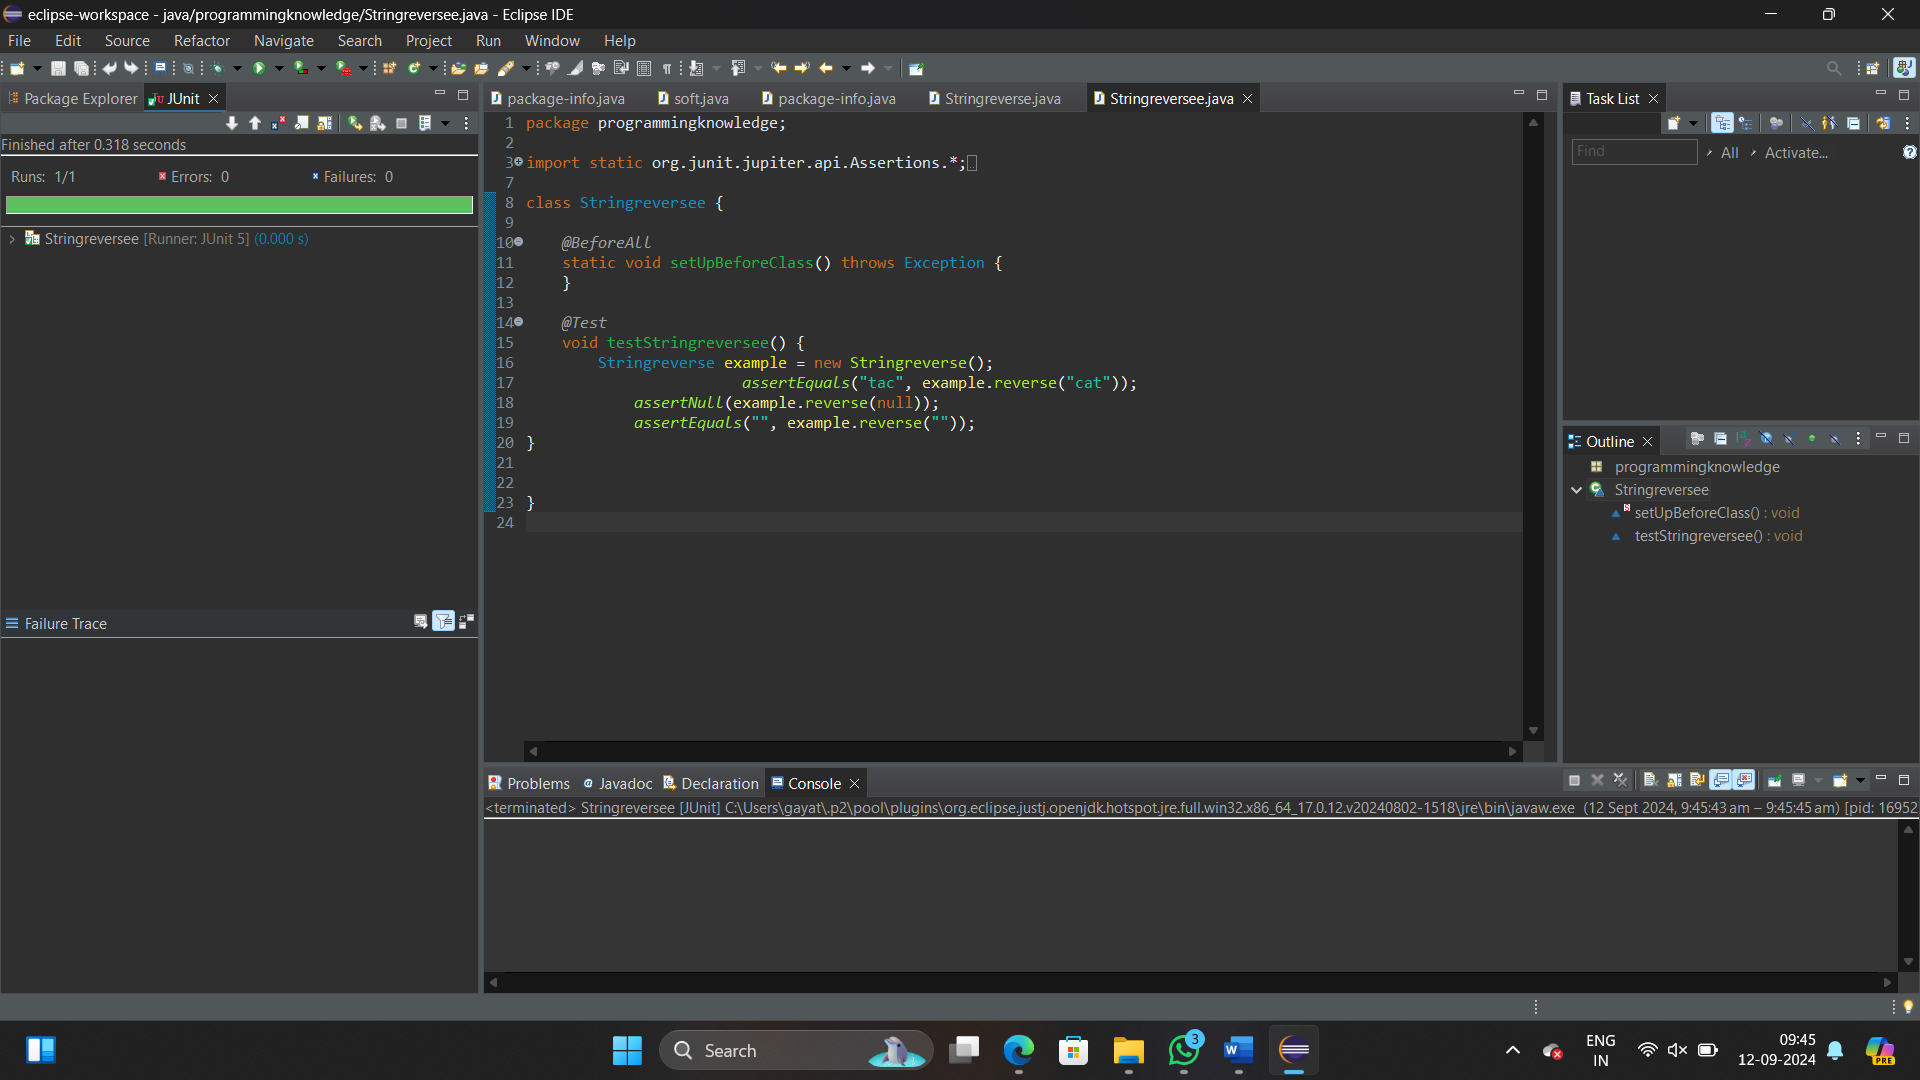 eclipse-workspace - java/programmingknowledge/Stringreversee.java - Eclipse IDE
File Edit Source Refactor Navigate Search Project Run Window Help
Package Explorer JUnit
Finished after 0.318 seconds
Runs: 1/1 Errors: 0 Failures: 0
Stringreversee [Runner: JUnit 5] (0.000 s)
Failure Trace
package-info.java soft.java package-info.java Stringreverse.java Stringreversee.java
1 package programmingknowledge;
2
3 import static org.junit.jupiter.api.Assertions.*;
7
8 class Stringreversee {
9
10 @BeforeAll
11 static void setUpBeforeClass() throws Exception {
12 }
13
14 @Test
15 void testStringreversee() {
16 Stringreverse example = new Stringreverse();
17 assertEquals("tac", example.reverse("cat"));
18 assertNull(example.reverse(null));
19 assertEquals("", example.reverse(""));
20 }
21
22
23 }
24
Task List
Find All Activate...
Outline
programmingknowledge
Stringreversee
setUpBeforeClass() : void
testStringreversee() : void
Problems Javadoc Declaration Console
<terminated> Stringreversee [JUnit] C:\Users\gayat\.p2\pool\plugins\org.eclipse.justj.openjdk.hotspot.jre.full.win32.x86_64_17.0.12.v20240802-1518\jre\bin\javaw.exe (12 Sept 2024, 9:45:43 am – 9:45:45 am) [pid: 16952
Search
3
ENG
IN
09:45
12-09-2024
PRE